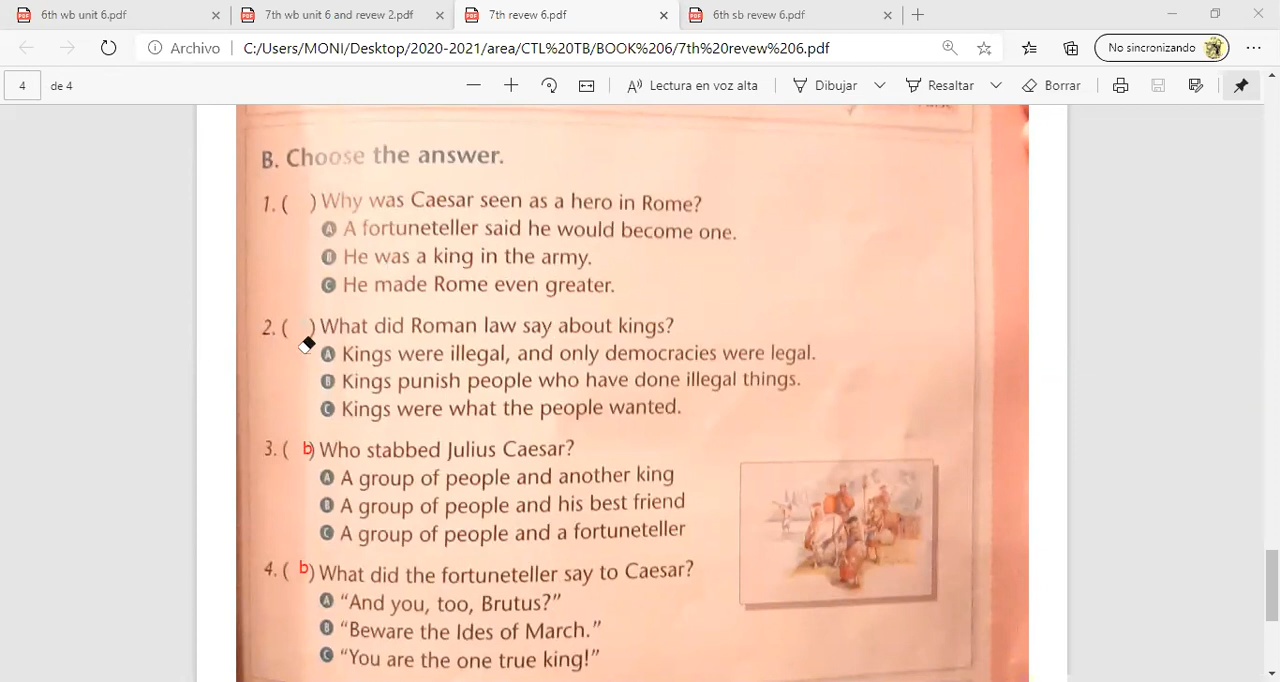 6th wb unit 6.pdf
7th wb unit 6 and revew 2.pdf
7th revew 6.pdf
6th sb revew 6.pdf
Archivo
C:/Users/MONI/Desktop/2020-2021/area/CTL%20TB/BOOK%206/7th%20revew%206.pdf
No sincronizando
4 de 4
Lectura en voz alta
Dibujar
Resaltar
Borrar
B. Choose the answer.
1. ( ) Why was Caesar seen as a hero in Rome?
A A fortuneteller said he would become one.
B He was a king in the army.
C He made Rome even greater.
2. ( ) What did Roman law say about kings?
A Kings were illegal, and only democracies were legal.
B Kings punish people who have done illegal things.
C Kings were what the people wanted.
3. ( b) Who stabbed Julius Caesar?
A A group of people and another king
B A group of people and his best friend
C A group of people and a fortuneteller
4. ( b) What did the fortuneteller say to Caesar?
A "And you, too, Brutus?"
B "Beware the Ides of March."
C "You are the one true king!"